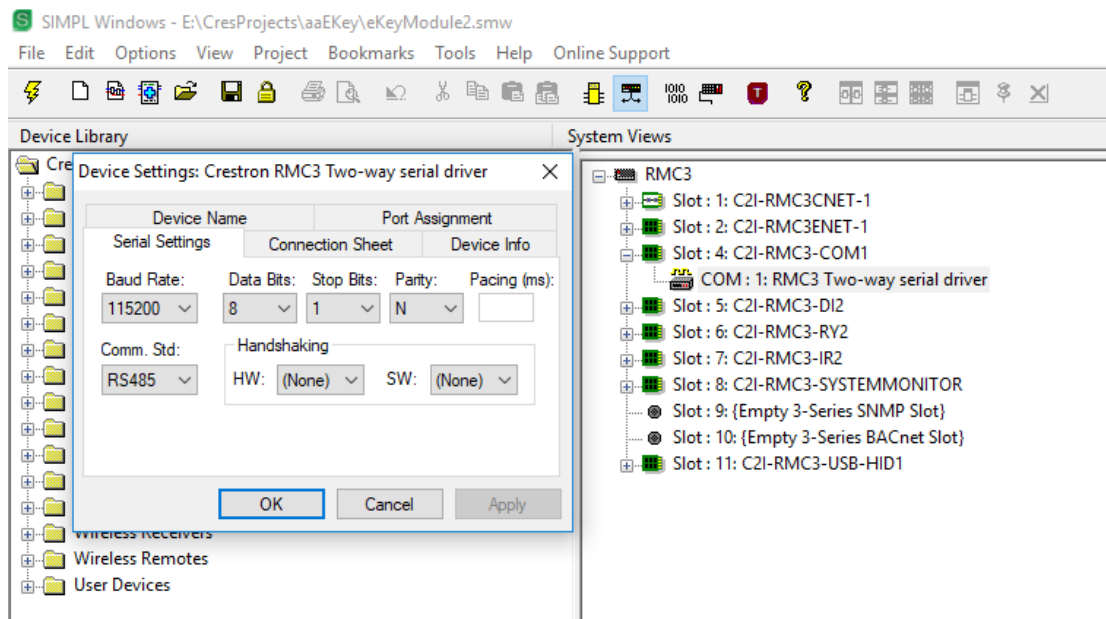 SIMPL Windows - E:\CresProjects\aaEKey\eKeyModule2.smw
File Edit Options View Project Bookmarks Tools Help Online Support
Device Library
System Views
Cre
Device Settings: Crestron RMC3 Two-way serial driver
Device Name Port Assignment
Serial Settings Connection Sheet Device Info
Baud Rate: Data Bits: Stop Bits: Parity: Pacing (ms):
115200 8 1 N
Comm. Std: Handshaking
RS485 HW: (None) SW: (None)
OK Cancel Apply
Wireless Receivers
Wireless Remotes
User Devices
RMC3
Slot : 1: C2I-RMC3CNET-1
Slot : 2: C2I-RMC3ENET-1
Slot : 4: C2I-RMC3-COM1
COM : 1: RMC3 Two-way serial driver
Slot : 5: C2I-RMC3-DI2
Slot : 6: C2I-RMC3-RY2
Slot : 7: C2I-RMC3-IR2
Slot : 8: C2I-RMC3-SYSTEMMONITOR
Slot : 9: {Empty 3-Series SNMP Slot}
Slot : 10: {Empty 3-Series BACnet Slot}
Slot : 11: C2I-RMC3-USB-HID1